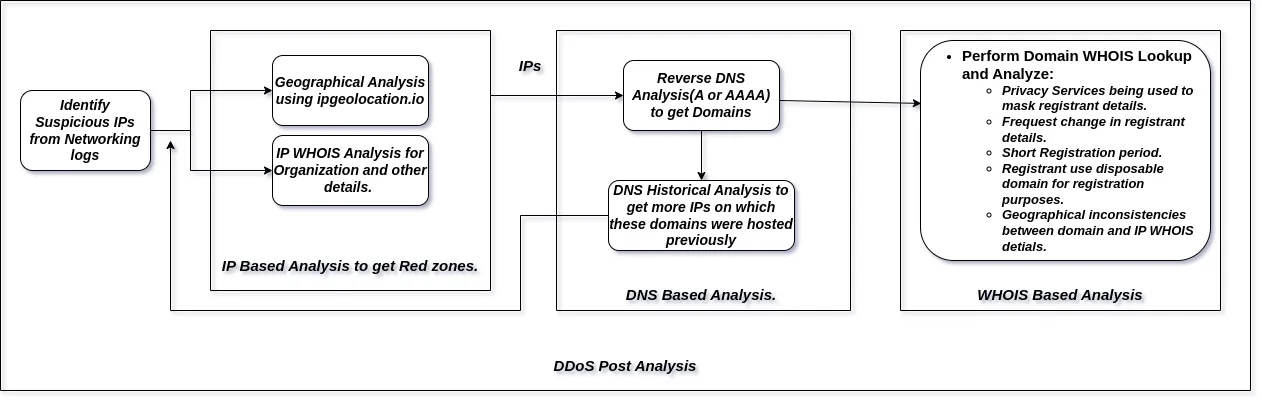 Identify
Suspicious IPs
from Networking
logs
Geographical Analysis
using ipgeolocation.io
IP WHOIS Analysis for
Organization and other
details.
IP Based Analysis to get Red zones.
IPs
Reverse DNS
Analysis(A or AAAA)
to get Domains
DNS Historical Analysis to
get more IPs on which
these domains were hosted
previously
DNS Based Analysis.
• Perform Domain WHOIS Lookup
and Analyze:
◦ Privacy Services being used to
mask registrant details.
◦ Frequest change in registrant
details.
◦ Short Registration period.
◦ Registrant use disposable
domain for registration
purposes.
◦ Geographical inconsistencies
between domain and IP WHOIS
detials.
WHOIS Based Analysis
DDoS Post Analysis